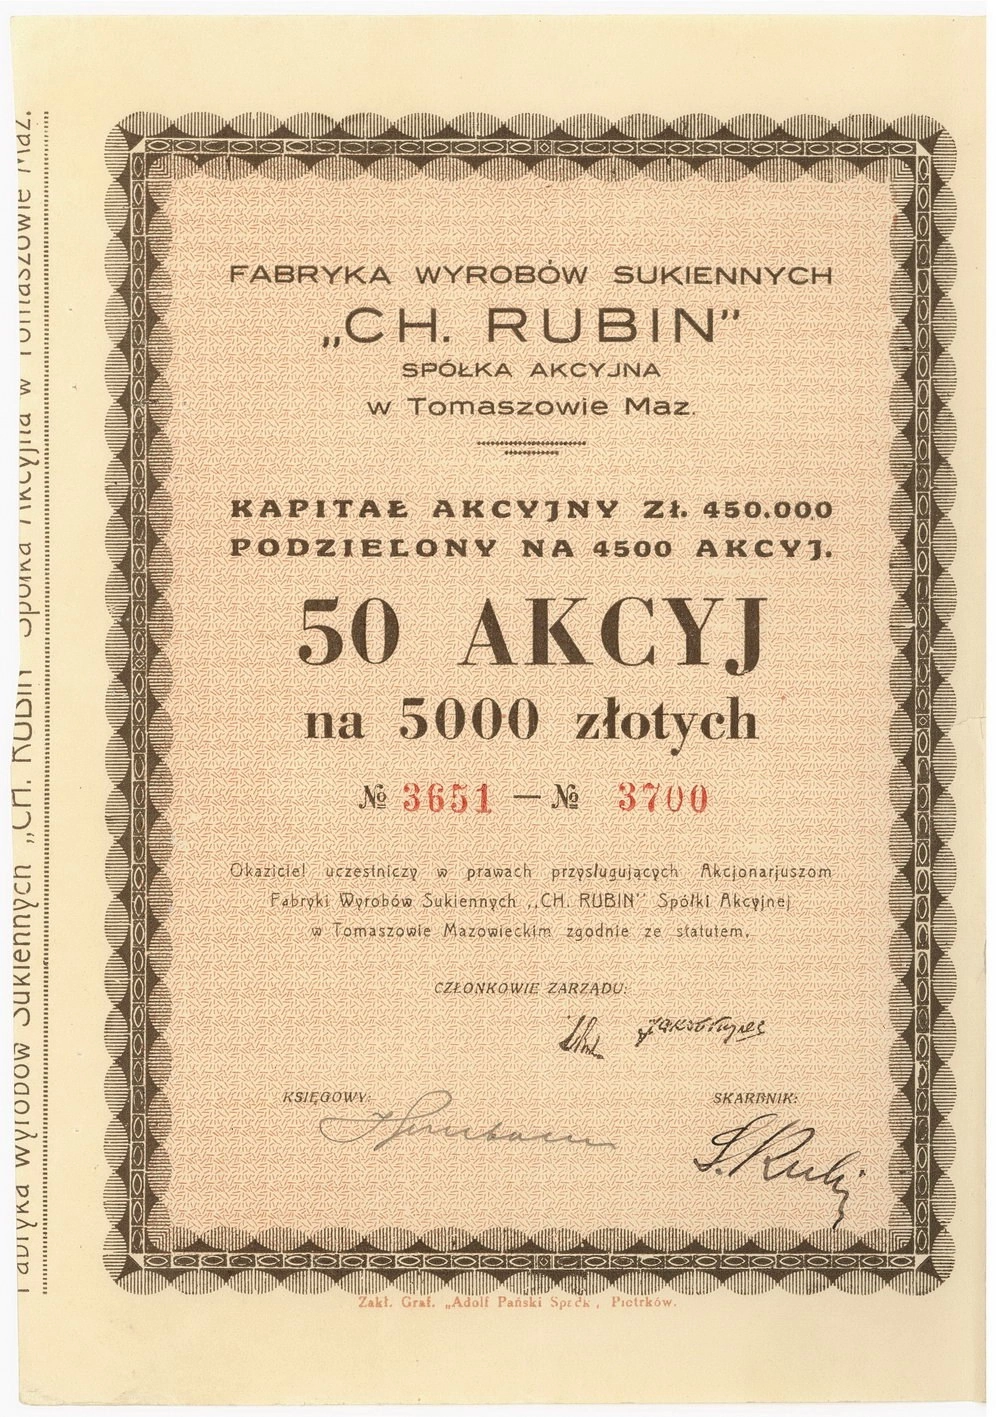 FABRYKA WYROBÓW SUKIENNYCH
„CH. RUBIN”
SPÓŁKA AKCYJNA
w Tomaszowie Maz.
KAPITAŁ AKCYJNY ZŁ. 450.000
PODZIELONY NA 4500 AKCYJ.
50 AKCYJ
na 5000 złotych
№ 3651 — № 3700
Okaziciel uczestniczy w prawach przysługujących Akcjonarjuszom
Fabryki Wyrobów Sukiennych „CH. RUBIN” Spółki Akcyjnej
w Tomaszowie Mazowieckim zgodnie ze statutem.
CZŁONKOWIE ZARZĄDU:
KSIĘGOWY:
SKARBNIK:
S. Rubin
Zakł. Graf. „Adolf Pański Spadk., Piotrków.
Fabryka Wyrobów Sukiennych „CH. RUBIN” Spółka Akcyjna w Tomaszowie Maz.